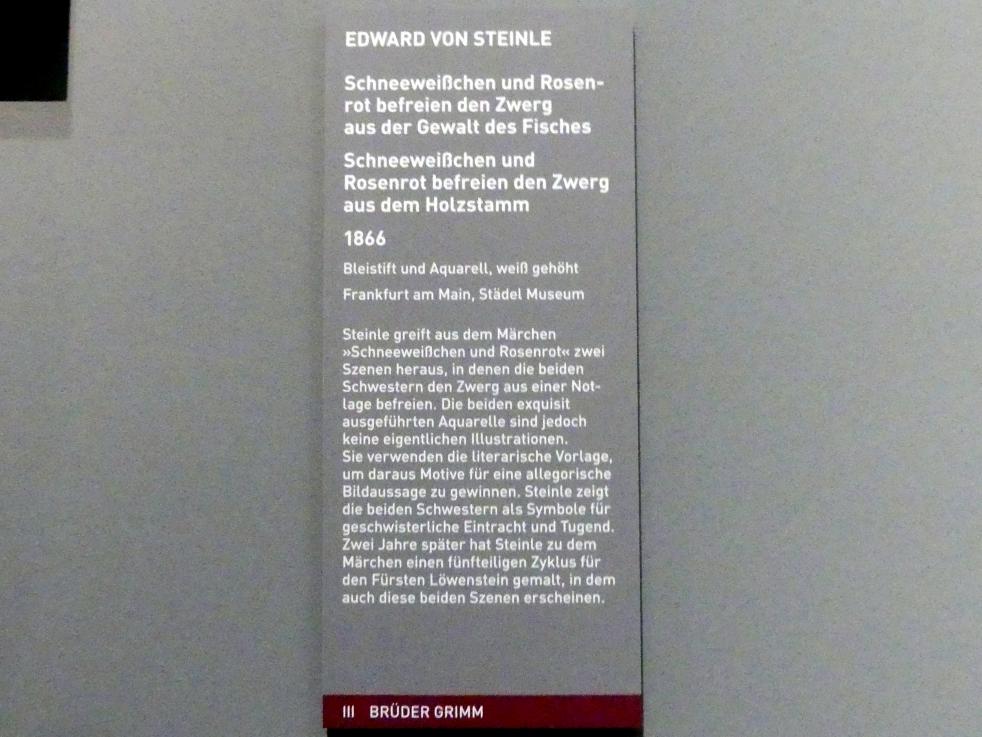 EDWARD VON STEINLE
Schneeweißchen und Rosen-
rot befreien den Zwerg
aus der Gewalt des Fisches
Schneeweißchen und
Rosenrot befreien den Zwerg
aus dem Holzstamm
1866
Bleistift und Aquarell, weiß gehöht
Frankfurt am Main, Städel Museum
Steinle greift aus dem Märchen
»Schneeweißchen und Rosenrot« zwei
Szenen heraus, in denen die beiden
Schwestern den Zwerg aus einer Not-
lage befreien. Die beiden exquisit
ausgeführten Aquarelle sind jedoch
keine eigentlichen Illustrationen.
Sie verwenden die literarische Vorlage,
um daraus Motive für eine allegorische
Bildaussage zu gewinnen. Steinle zeigt
die beiden Schwestern als Symbole für
geschwisterliche Eintracht und Tugend.
Zwei Jahre später hat Steinle zu dem
Märchen einen fünfteiligen Zyklus für
den Fürsten Löwenstein gemalt, in dem
auch diese beiden Szenen erscheinen.
III BRÜDER GRIMM